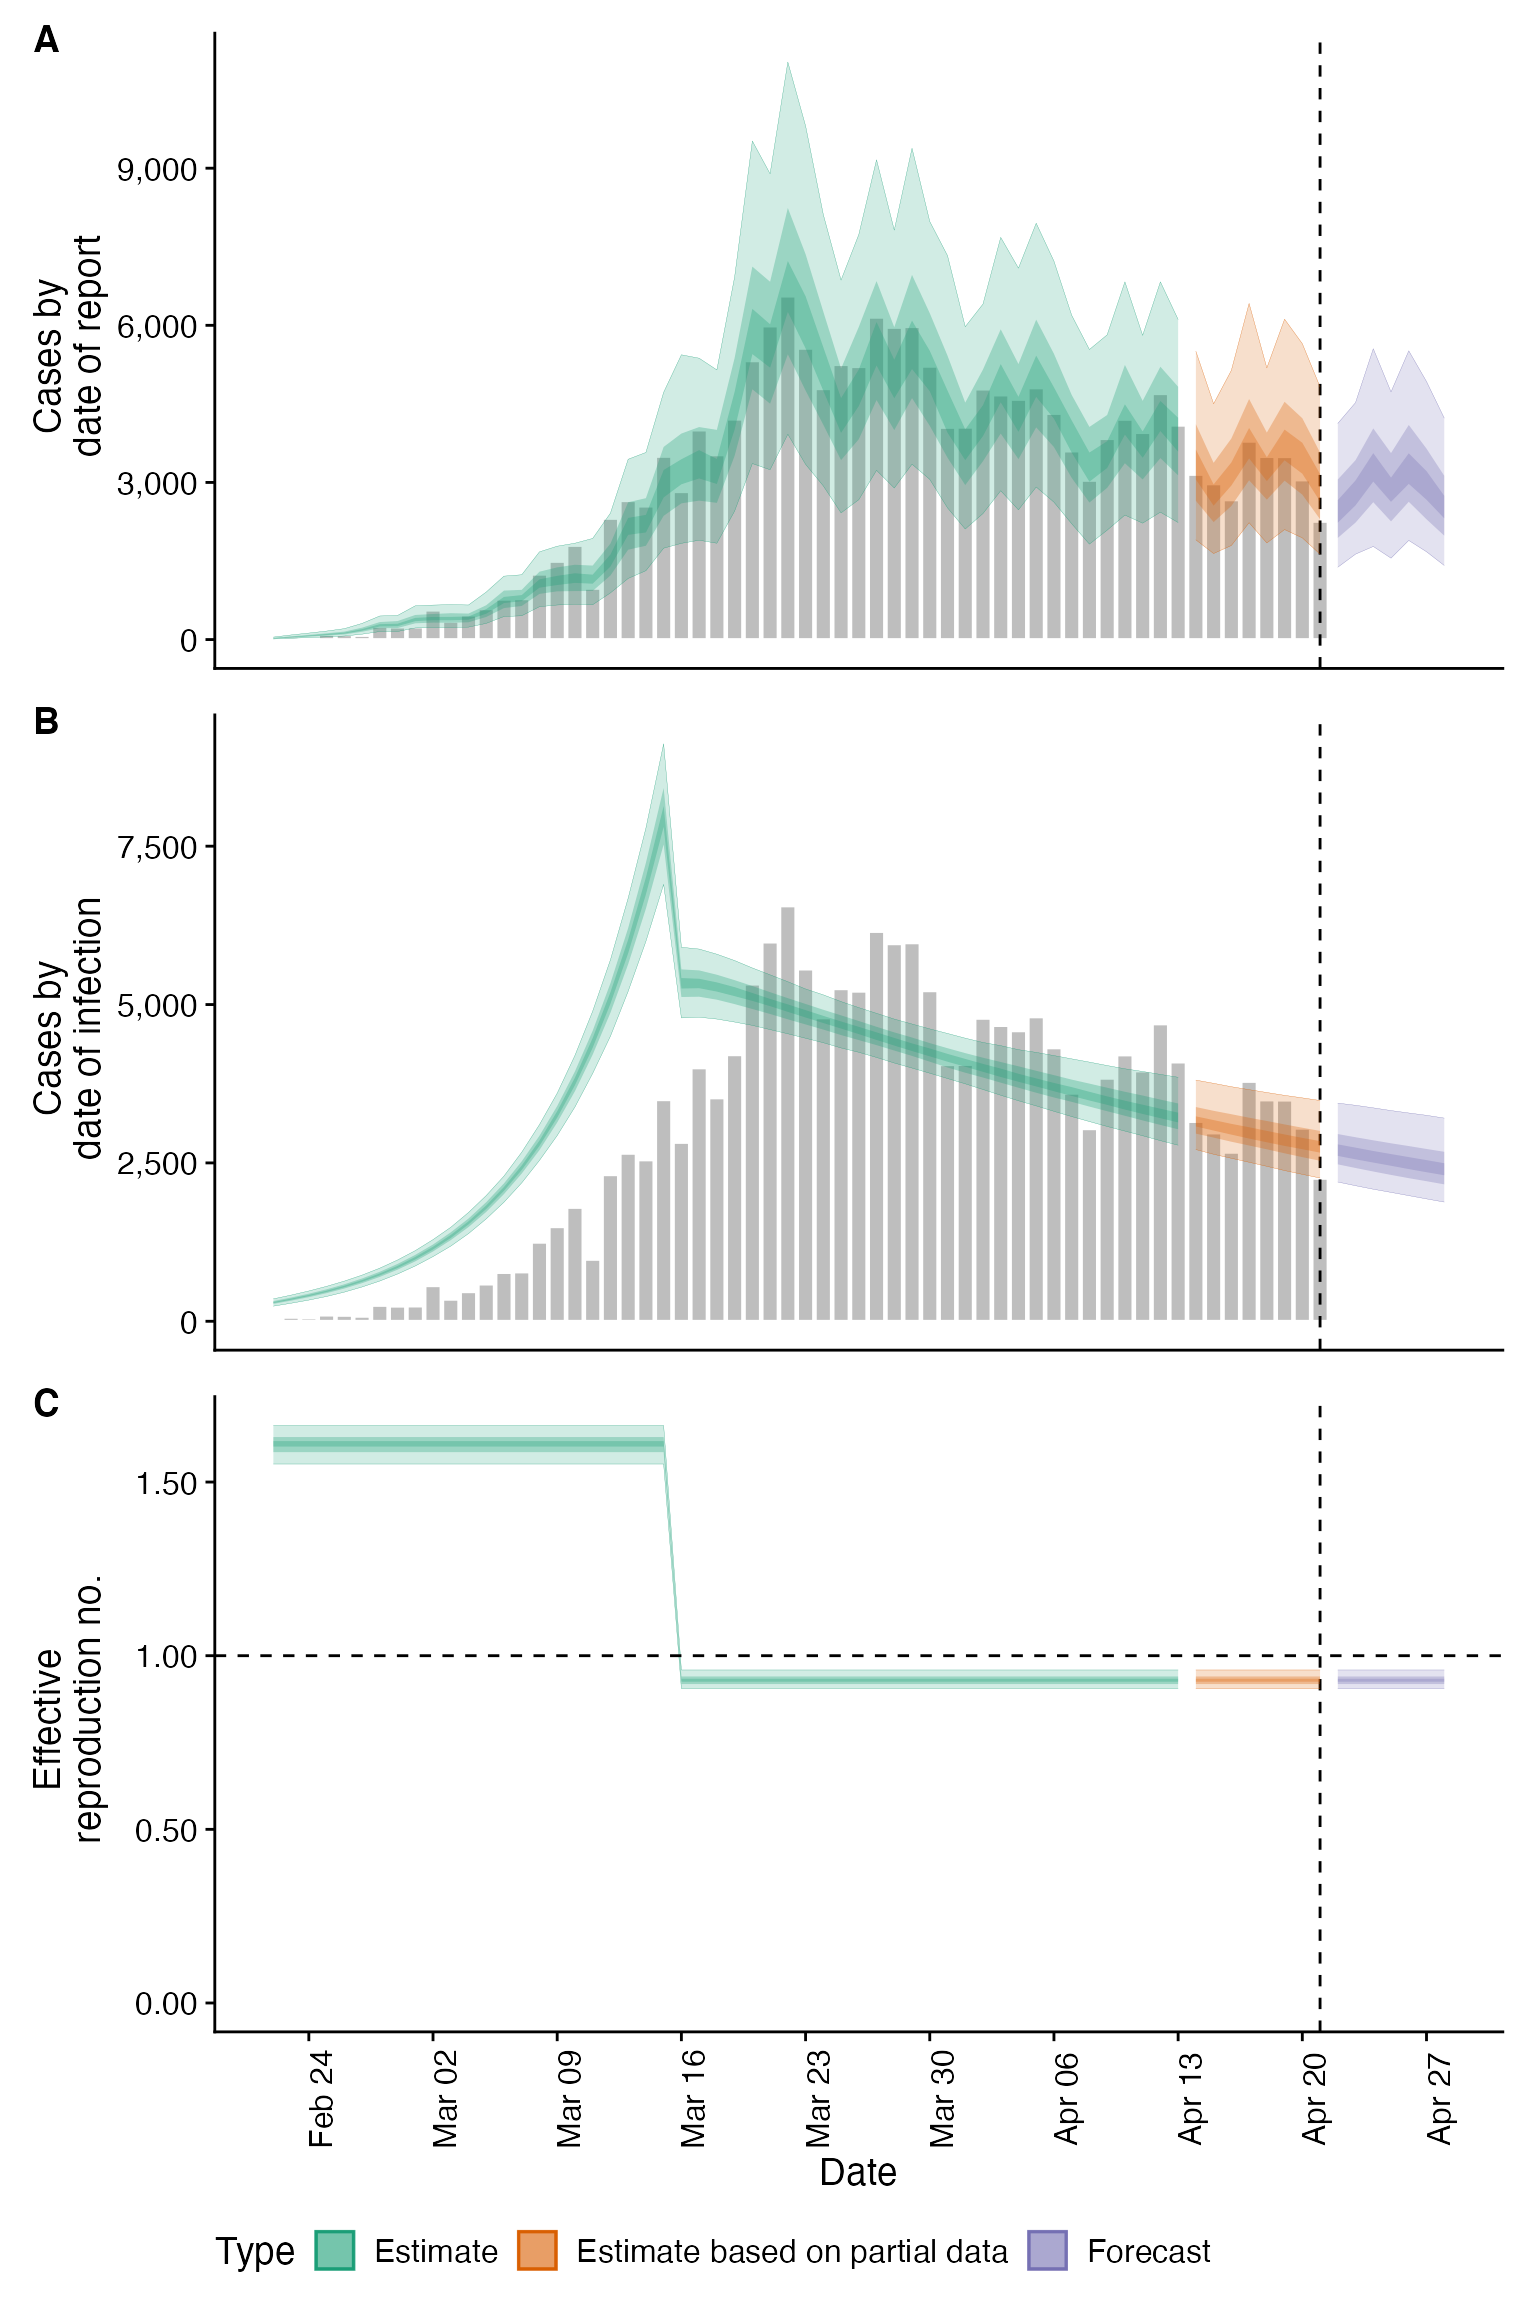 A
9,000
6,000
3,000
0
Cases by
date of report
B
7,500
5,000
2,500
0
Cases by
date of infection
C
1.50
1.00
0.50
0.00
Effective
reproduction no.
Feb 24
Mar 02
Mar 09
Mar 16
Mar 23
Mar 30
Apr 06
Apr 13
Apr 20
Apr 27
Date
Type Estimate Estimate based on partial data Forecast